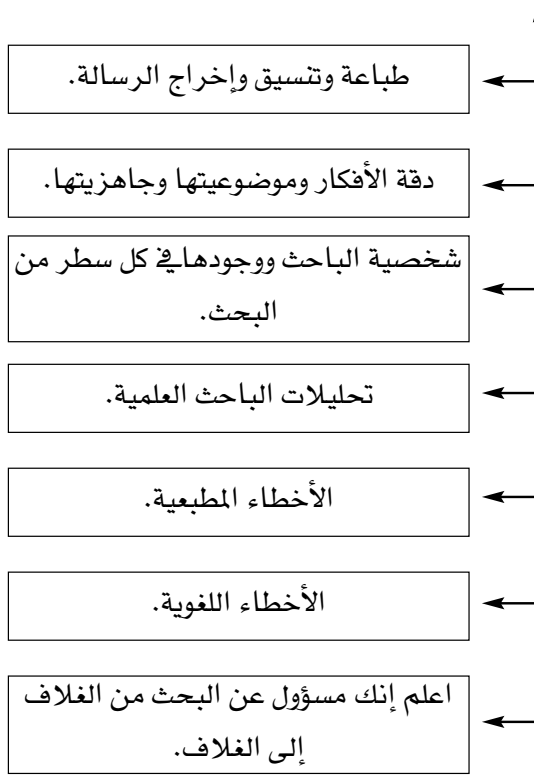 طباعة وتنسيق وإخراج الرسالة.
دقة الأفكار وموضوعيتها وجاهزيتها.
شخصية الباحث ووجودها في كل سطر من
البحث.
تحليلات الباحث العلمية.
الأخطاء المطبعية.
الأخطاء اللغوية.
اعلم إنك مسؤول عن البحث من الغلاف
إلى الغلاف.